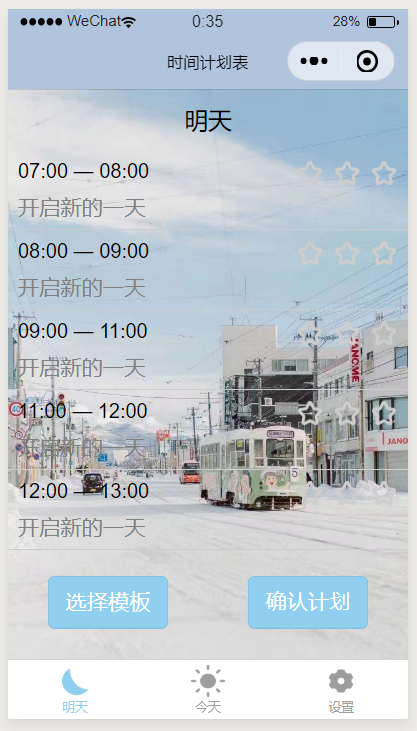 WeChat 0:35 28%
时间计划表
明天
07:00 — 08:00
开启新的一天
08:00 — 09:00
开启新的一天
09:00 — 11:00
开启新的一天
11:00 — 12:00
开启新的一天
12:00 — 13:00
开启新的一天
选择模板 确认计划
明天 今天 设置